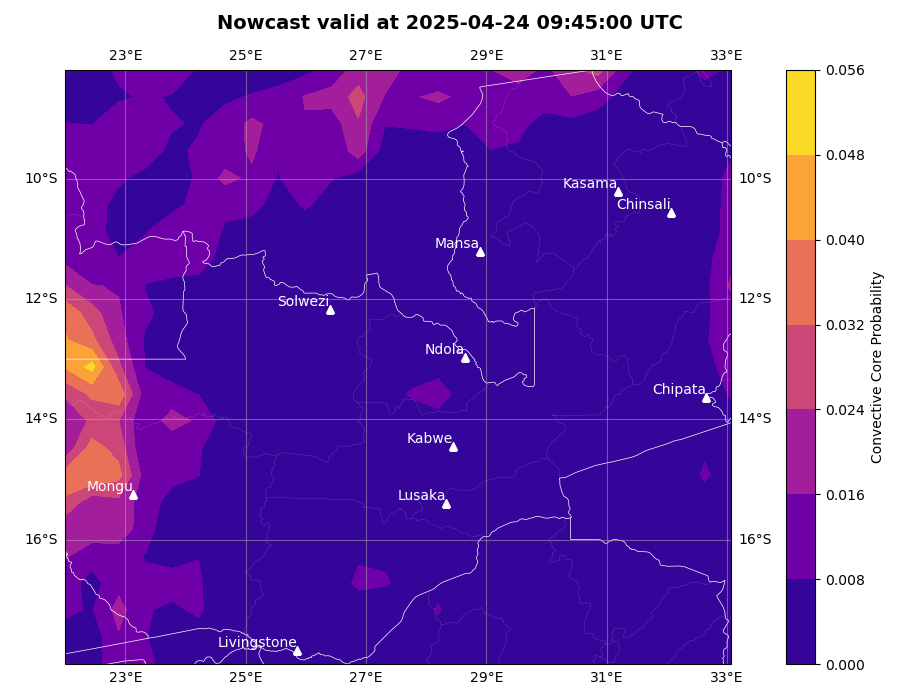 Nowcast valid at 2025-04-24 09:45:00 UTC
23°E 25°E 27°E 29°E 31°E 33°E
0.056
0.048
0.040
0.032
0.024
0.016
0.008
0.000
Convective Core Probability
10°S 10°S
12°S 12°S
14°S 14°S
16°S 16°S
Kasama
Chinsali
Mansa
Solwezi
Ndola
Chipata
Kabwe
Mongu
Lusaka
Livingstone
23°E 25°E 27°E 29°E 31°E 33°E